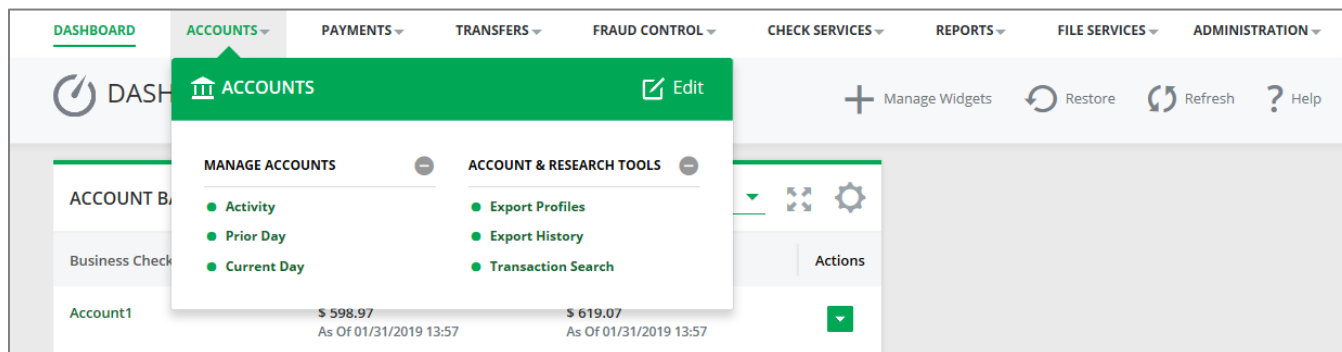 DASHBOARD ACCOUNTS PAYMENTS TRANSFERS FRAUD CONTROL CHECK SERVICES REPORTS FILE SERVICES ADMINISTRATION
DASH ACCOUNTS Edit Manage Widgets Restore Refresh ? Help
MANAGE ACCOUNTS ACCOUNT & RESEARCH TOOLS
ACCOUNT BA
Activity Export Profiles
Prior Day Export History
Business Check Current Day Transaction Search Actions
Account1 $ 598.97 $ 619.07
As Of 01/31/2019 13:57 As Of 01/31/2019 13:57